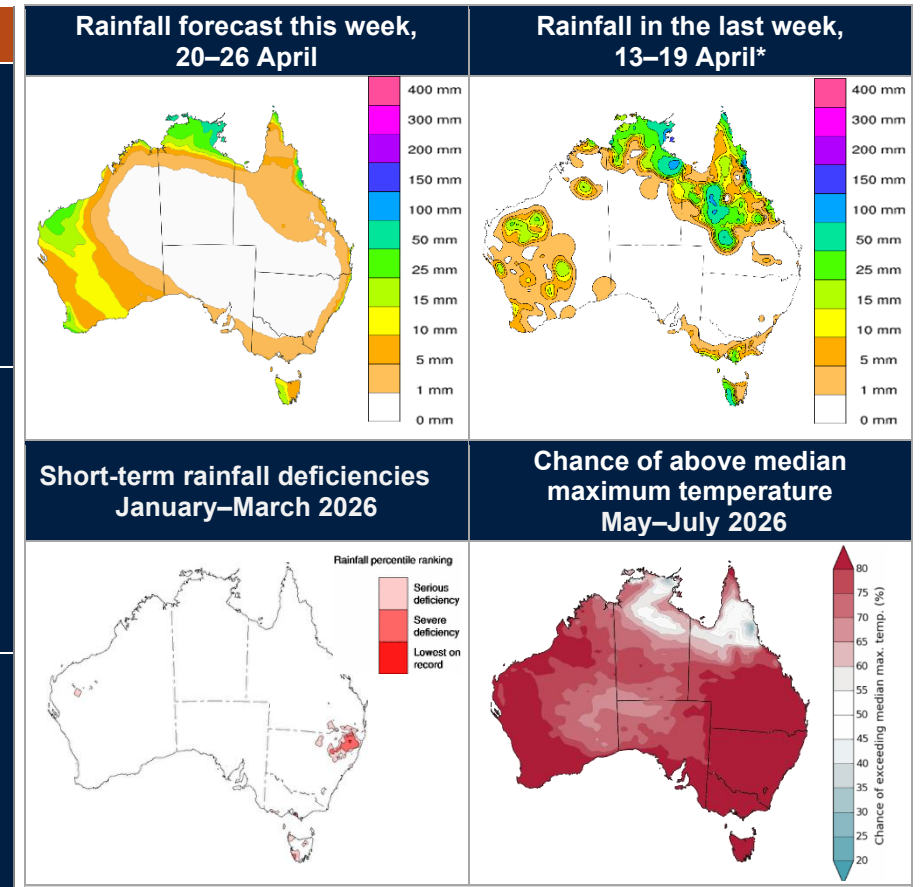 Rainfall forecast this week,
20–26 April
400 mm
300 mm
200 mm
150 mm
100 mm
50 mm
25 mm
15 mm
10 mm
5 mm
1 mm
0 mm
Rainfall in the last week,
13–19 April*
400 mm
300 mm
200 mm
150 mm
100 mm
50 mm
25 mm
15 mm
10 mm
5 mm
1 mm
0 mm
Short-term rainfall deficiencies
January–March 2026
Rainfall percentile ranking
Serious
deficiency
Severe
deficiency
Lowest on
record
Chance of above median
maximum temperature
May–July 2026
80
75
70
65
60
55
50
45
40
35
30
25
20
Chance of exceeding median max. temp. (%)